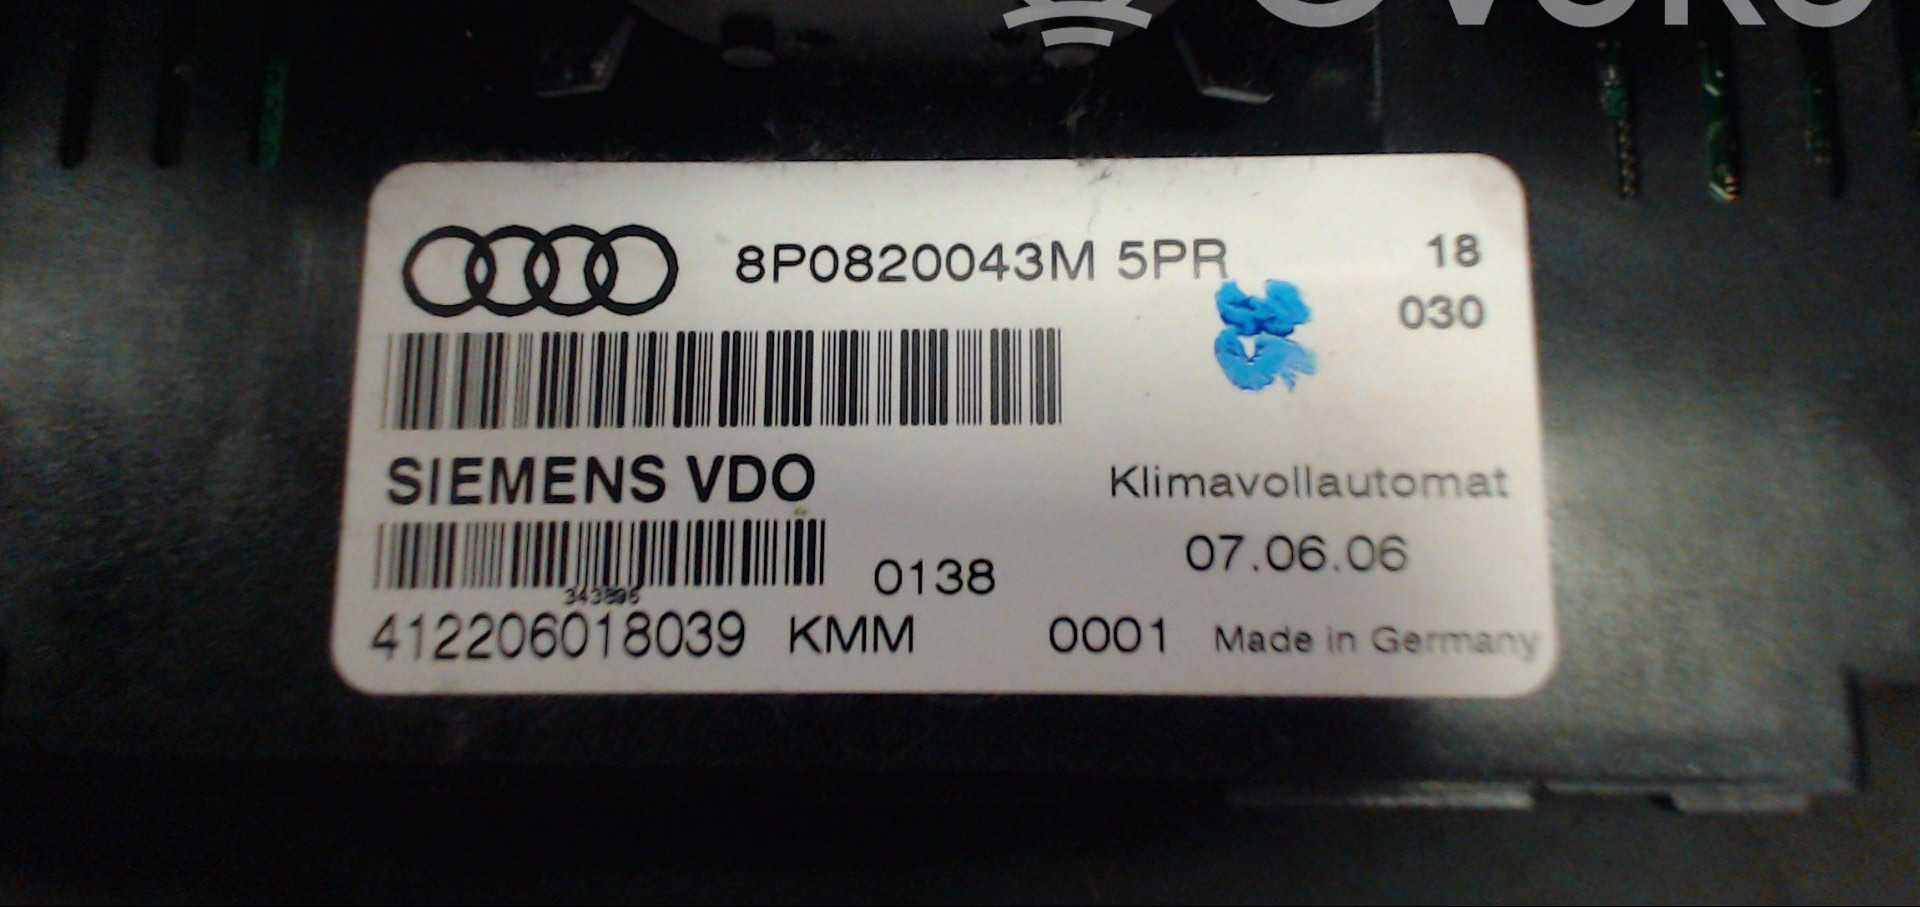 8P0820043M 5PR
18
030
SIEMENS VDO
Klimavollautomat
07.06.06
0138
412206018039 KMM 0001 Made in Germany